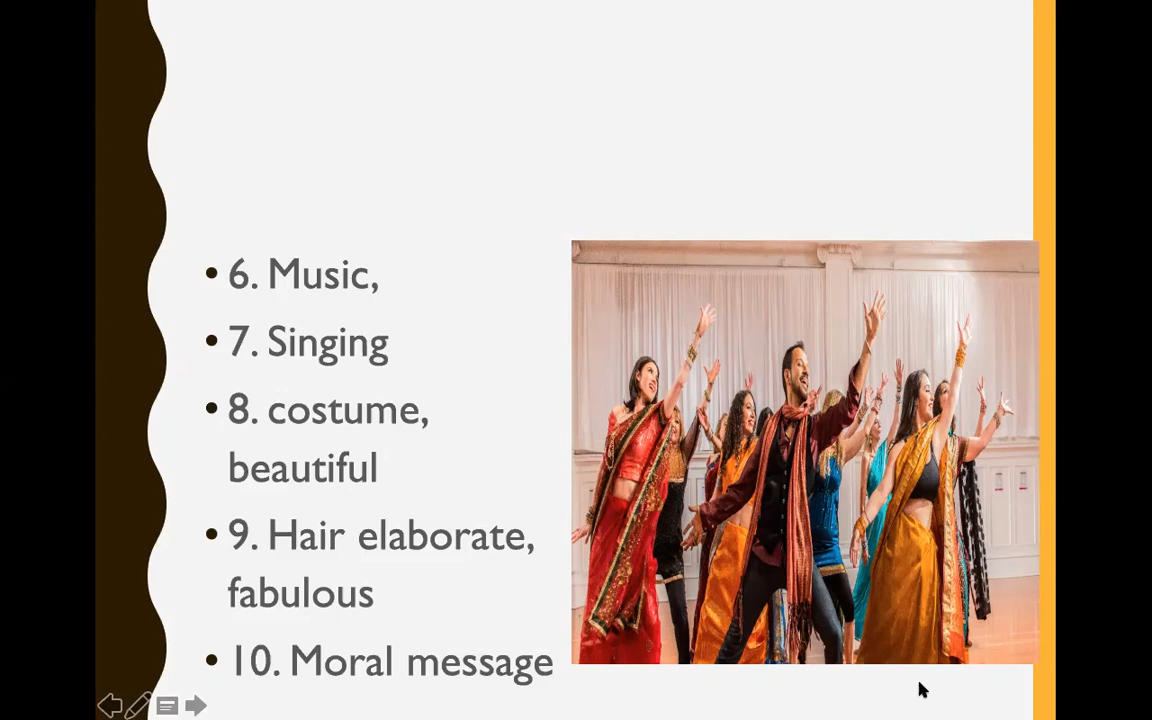 • 6. Music,
• 7. Singing
• 8. costume,
beautiful
• 9. Hair elaborate,
fabulous
• 10. Moral message